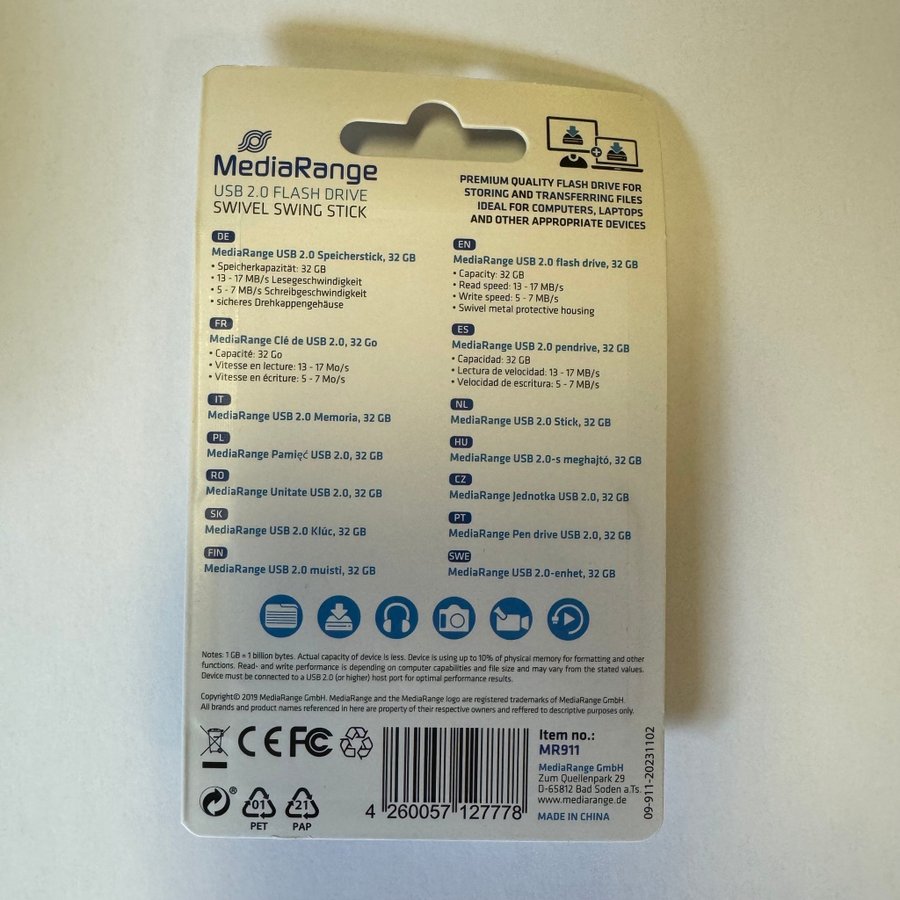 MediaRange
USB 2.0 FLASH DRIVE
SWIVEL SWING STICK
PREMIUM QUALITY FLASH DRIVE FOR
STORING AND TRANSFERRING FILES
IDEAL FOR COMPUTERS, LAPTOPS
AND OTHER APPROPRIATE DEVICES
DE
MediaRange USB 2.0 Speicherstick, 32 GB
• Speicherkapazität: 32 GB
• 13 - 17 MB/s Lesegeschwindigkeit
• 5 - 7 MB/s Schreibgeschwindigkeit
• sicheres Drehkappengehäuse
EN
MediaRange USB 2.0 flash drive, 32 GB
• Capacity: 32 GB
• Read speed: 13 - 17 MB/s
• Write speed: 5 - 7 MB/s
• Swivel metal protective housing
FR
MediaRange Clé de USB 2.0, 32 Go
• Capacité: 32 Go
• Vitesse en lecture: 13 - 17 Mo/s
• Vitesse en écriture: 5 - 7 Mo/s
ES
MediaRange USB 2.0 pendrive, 32 GB
• Capacidad: 32 GB
• Lectura de velocidad: 13 - 17 MB/s
• Velocidad de escritura: 5 - 7 MB/s
IT
MediaRange USB 2.0 Memoria, 32 GB
NL
MediaRange USB 2.0 Stick, 32 GB
PL
MediaRange Pamięć USB 2.0, 32 GB
HU
MediaRange USB 2.0-s meghajtó, 32 GB
RO
MediaRange Unitate USB 2.0, 32 GB
CZ
MediaRange Jednotka USB 2.0, 32 GB
SK
MediaRange USB 2.0 Klúc, 32 GB
PT
MediaRange Pen drive USB 2.0, 32 GB
FIN
MediaRange USB 2.0 muisti, 32 GB
SWE
MediaRange USB 2.0-enhet, 32 GB
Notes: 1 GB = 1 billion bytes. Actual capacity of device is less. Device is using up to 10% of physical memory for formatting and other
functions. Read- and write performance is depending on computer capabilities and file size and may vary from the stated values.
Device must be connected to a USB 2.0 (or higher) host port for optimal performance results.
Copyright© 2019 MediaRange GmbH. MediaRange and the MediaRange logo are registered trademarks of MediaRange GmbH.
All brands and product names referenced in here are property of their respective owners and reffered to descriptive purposes only.
CE FC
01
PET
21
PAP
4 260057 127778
Item no.:
MR911
MediaRange GmbH
Zum Quellenpark 29
D-65812 Bad Soden a.Ts.
www.mediarange.de
MADE IN CHINA
09-911-20231102